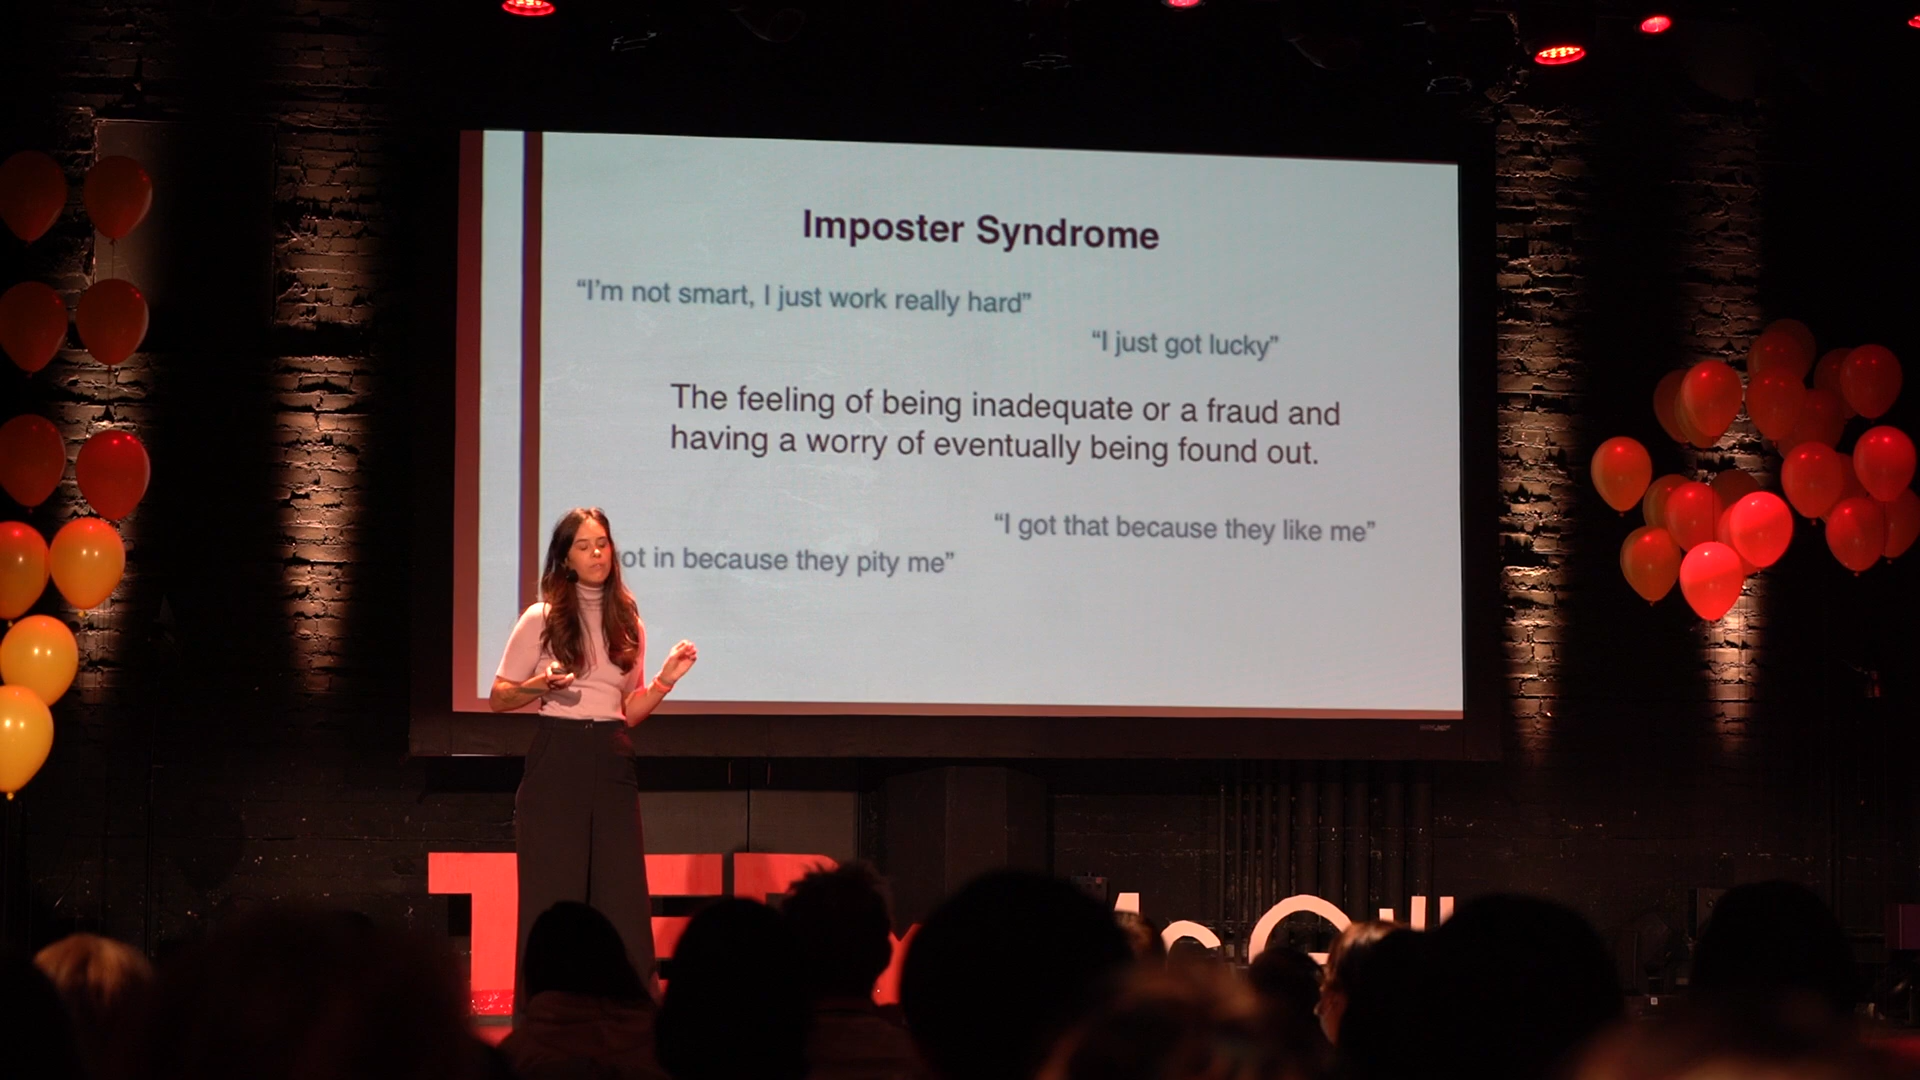 Imposter Syndrome
“I’m not smart, I just work really hard”
“I just got lucky”
The feeling of being inadequate or a fraud and
having a worry of eventually being found out.
“I got that because they like me”
in because they pity me”